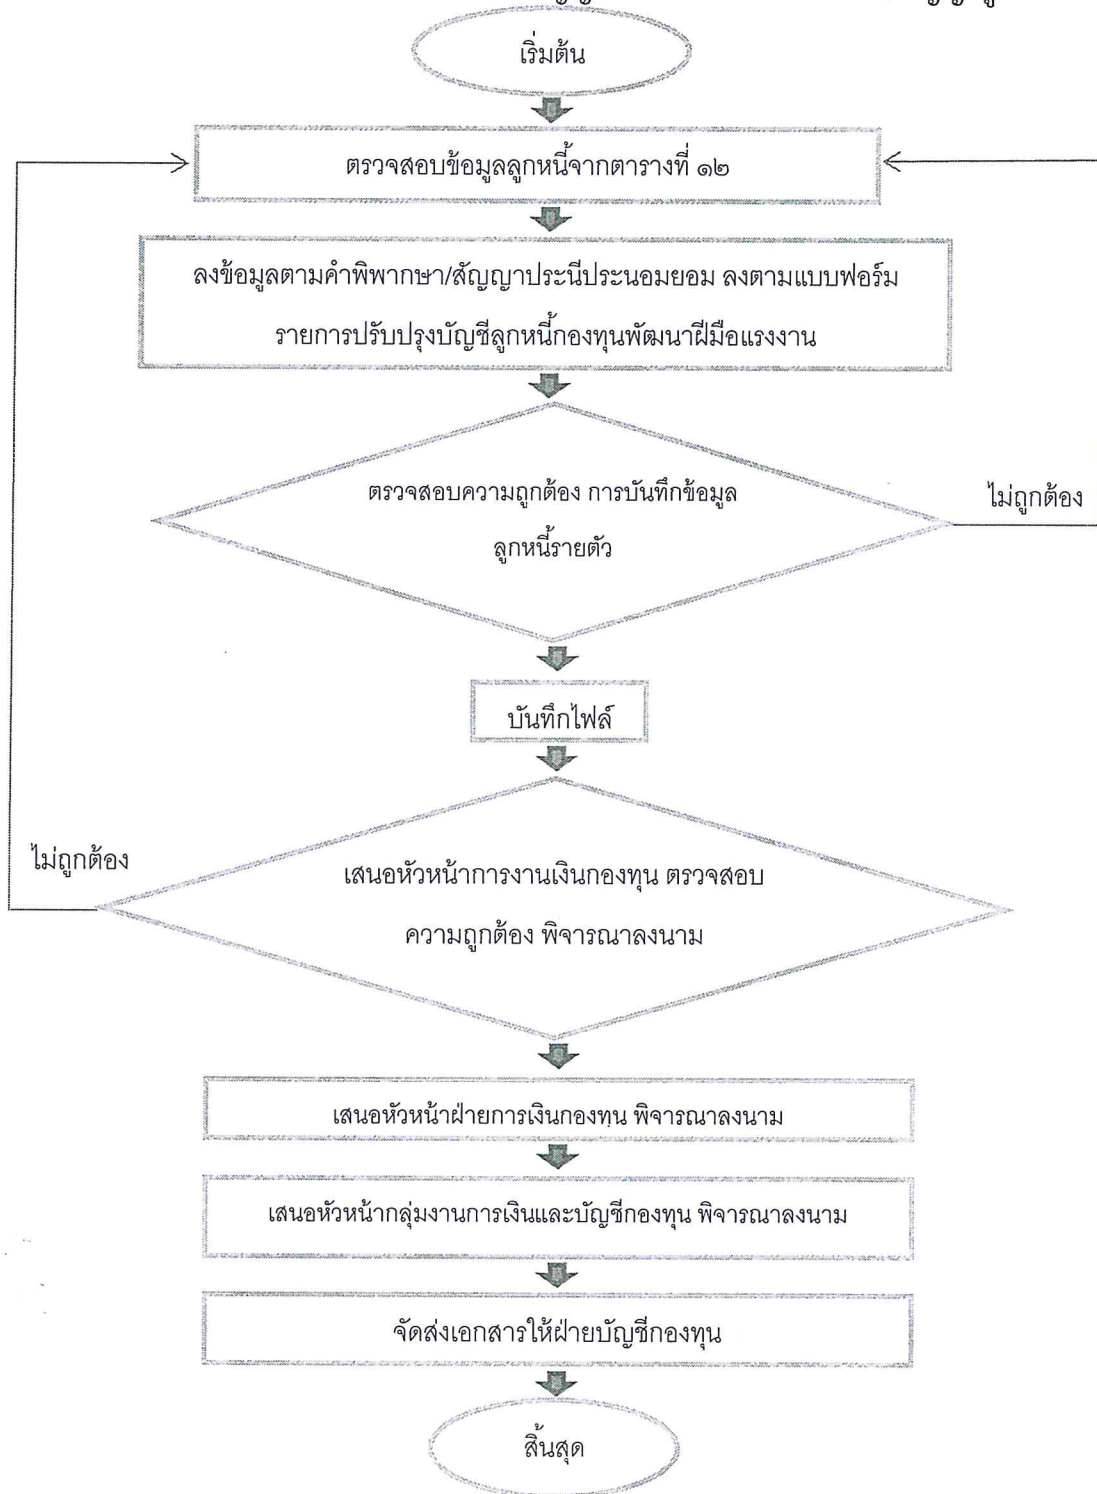 เริ่มต้น
ตรวจสอบข้อมูลลูกหนี้จากตารางที่ ๑๒
ลงข้อมูลตามคำพิพากษา/สัญญาประนีประนอมยอม ลงตามแบบฟอร์ม
รายการปรับปรุงบัญชีลูกหนี้กองทุนพัฒนาฝีมือแรงงาน
ตรวจสอบความถูกต้อง การบันทึกข้อมูล
ลูกหนี้รายตัว
ไม่ถูกต้อง
บันทึกไฟล์
ไม่ถูกต้อง
เสนอหัวหน้าการงานเงินกองทุน ตรวจสอบ
ความถูกต้อง พิจารณาลงนาม
เสนอหัวหน้าฝ่ายการเงินกองทุน พิจารณาลงนาม
เสนอหัวหน้ากลุ่มงานการเงินและบัญชีกองทุน พิจารณาลงนาม
จัดส่งเอกสารให้ฝ่ายบัญชีกองทุน
สิ้นสุด